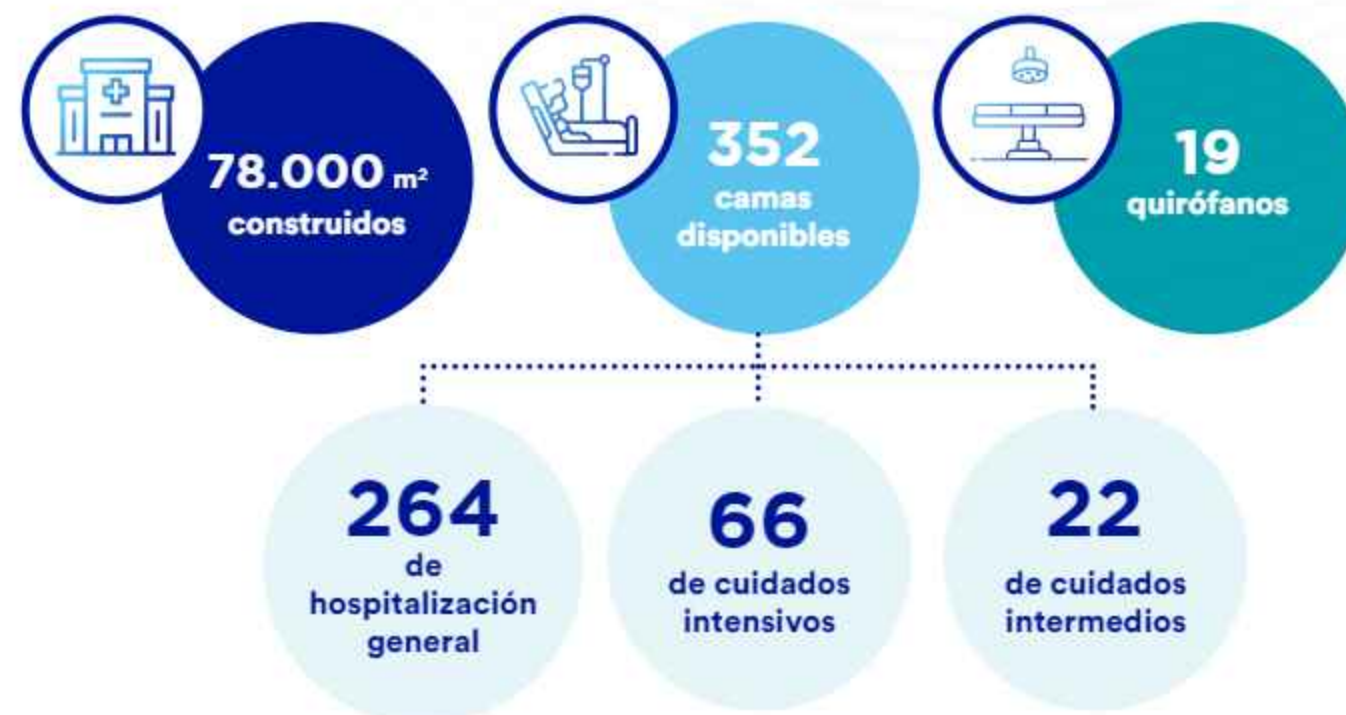 78.000 m²
construidos
352
camas
disponibles
19
quirófanos
264
de
hospitalización
general
66
de cuidados
intensivos
22
de cuidados
intermedios